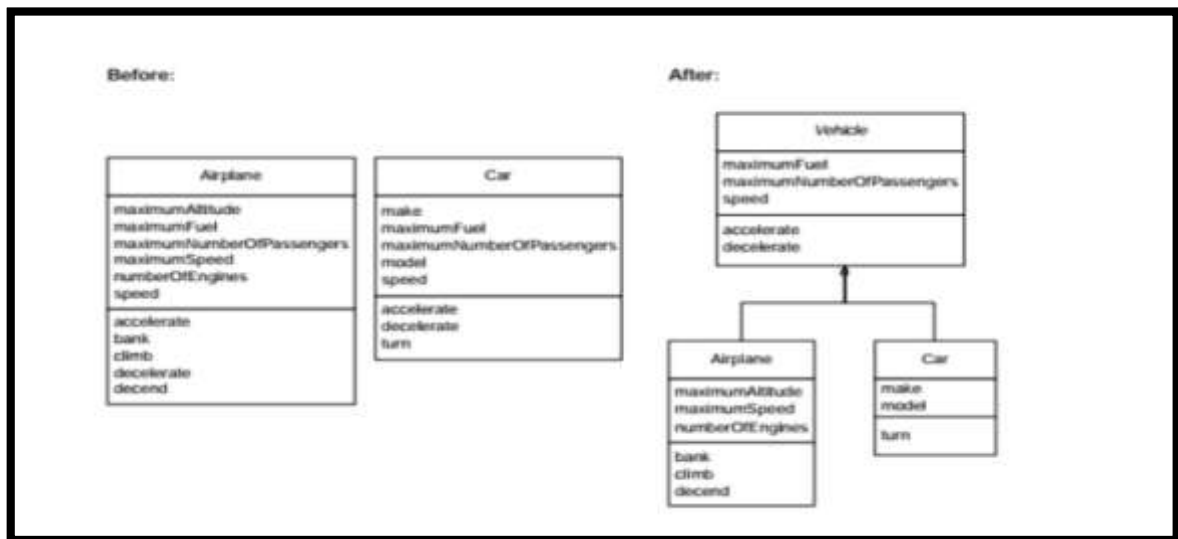 Before:
Airplane
maximumAltitude
maximumFuel
maximumNumberOfPassengers
maximumSpeed
numberOfEngines
speed
accelerate
bank
climb
decelerate
decend
Car
make
maximumFuel
maximumNumberOfPassengers
model
speed
accelerate
decelerate
turn
After:
Vehicle
maximumFuel
maximumNumberOfPassengers
speed
accelerate
decelerate
Airplane
maximumAltitude
maximumSpeed
numberOfEngines
bank
climb
decend
Car
make
model
turn